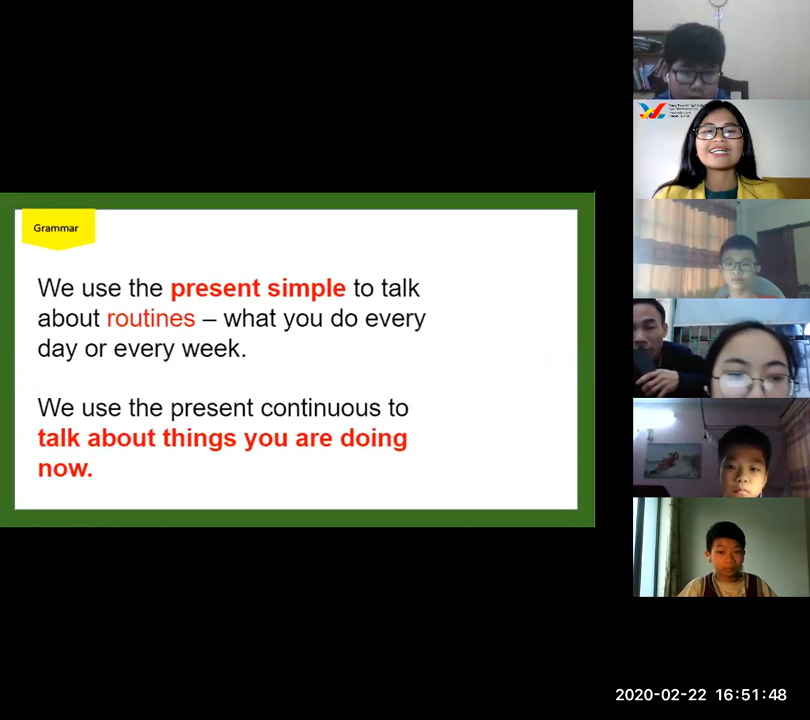 Grammar
We use the present simple to talk
about routines – what you do every
day or every week.
We use the present continuous to
talk about things you are doing
now.
2020-02-22 16:51:48